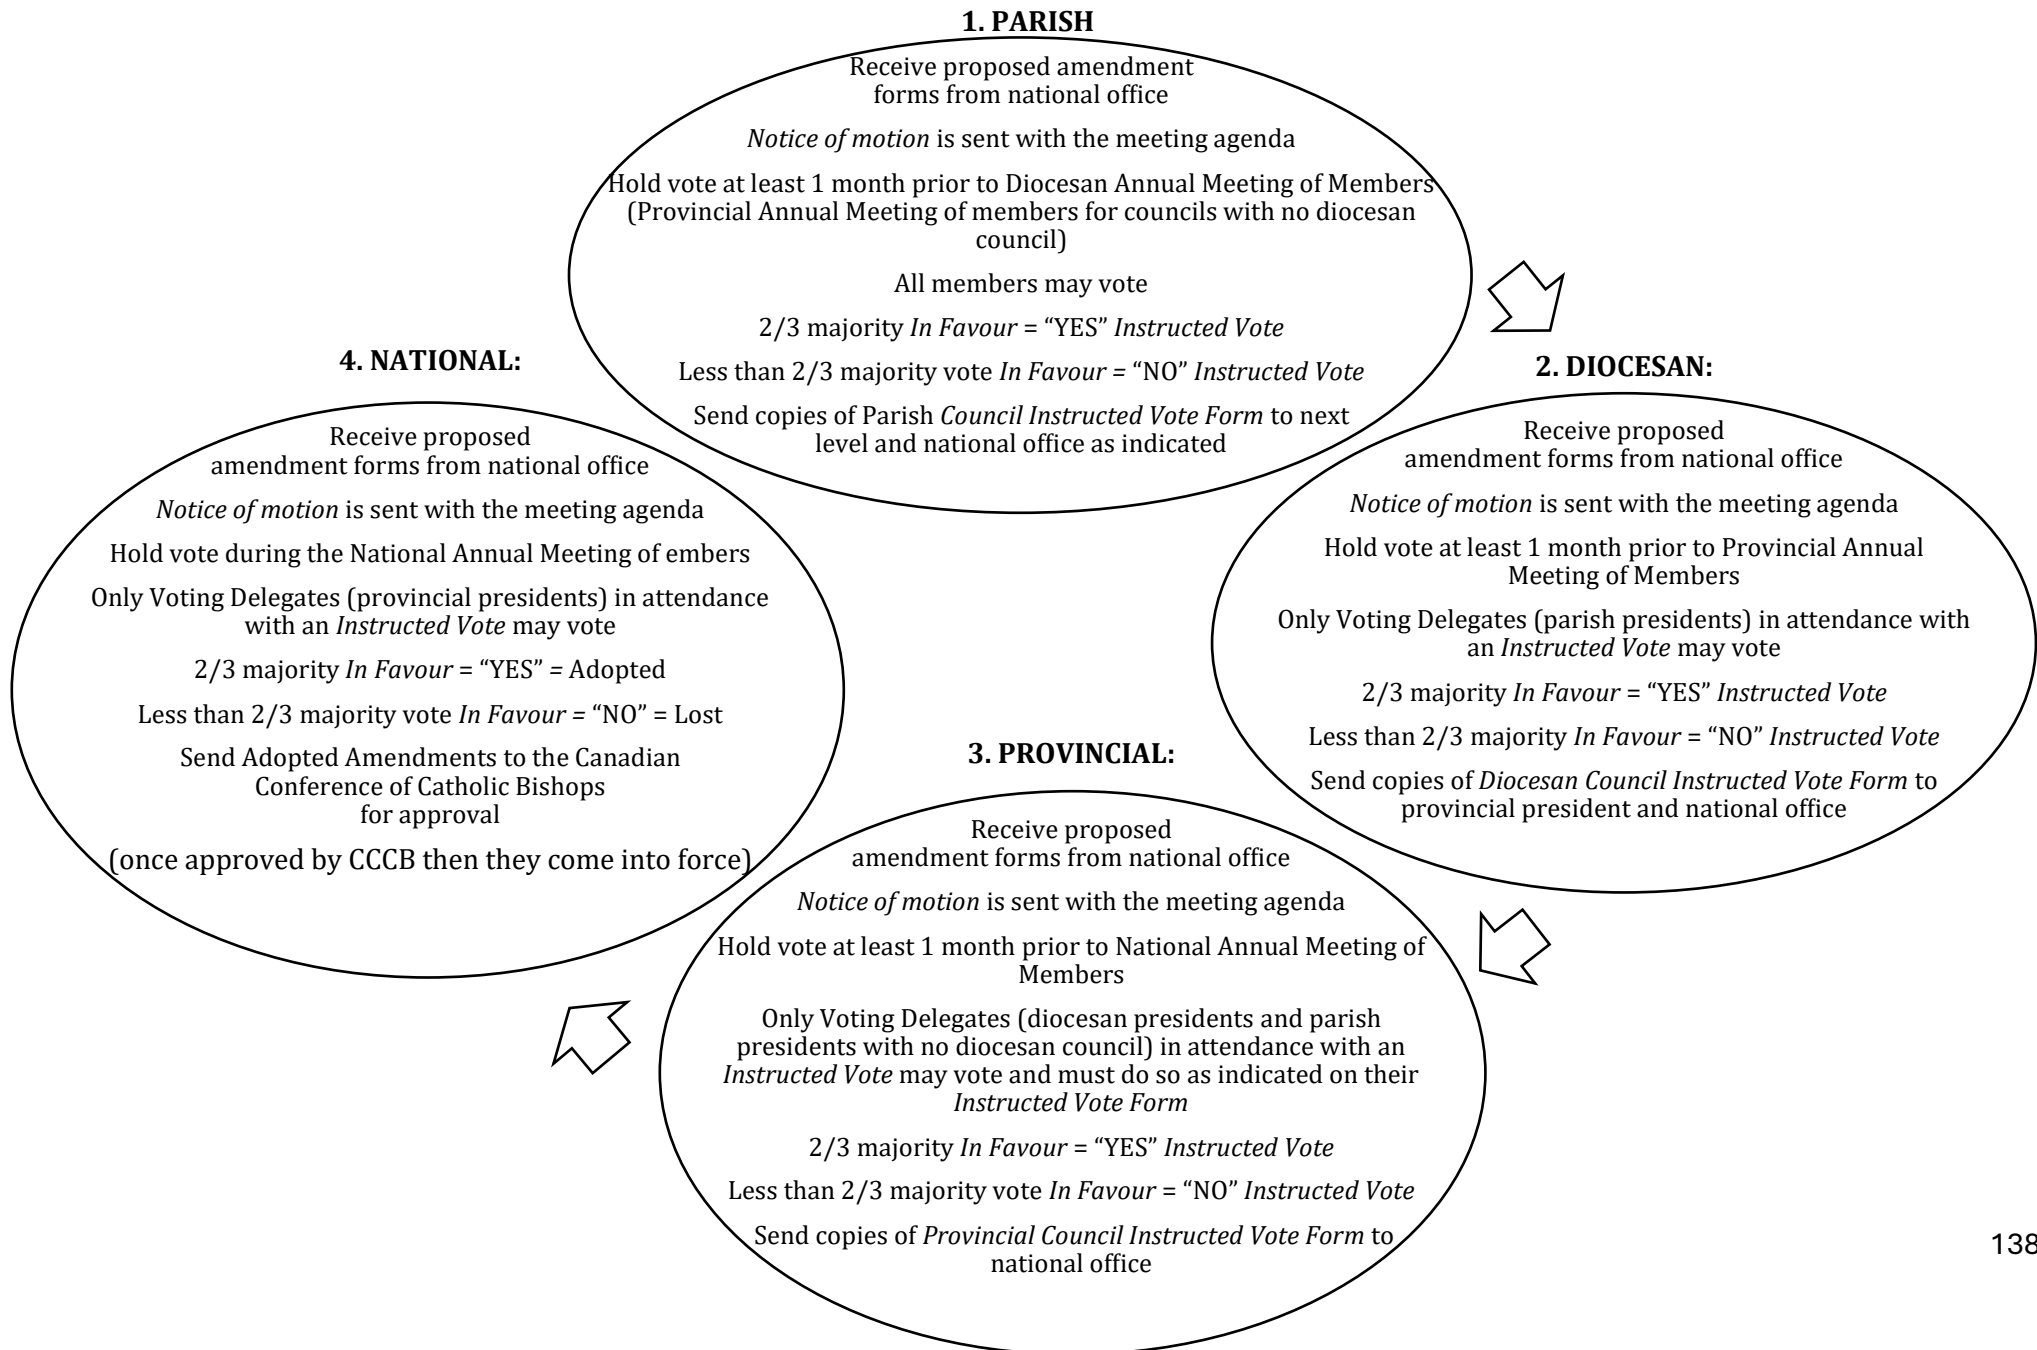 1. PARISH
Receive proposed amendment
forms from national office
Notice of motion is sent with the meeting agenda
Hold vote at least 1 month prior to Diocesan Annual Meeting of Members
(Provincial Annual Meeting of members for councils with no diocesan
council)
All members may vote
2/3 majority In Favour = “YES” Instructed Vote
Less than 2/3 majority vote In Favour = “NO” Instructed Vote
Send copies of Parish Council Instructed Vote Form to next
level and national office as indicated
2. DIOCESAN:
Receive proposed
amendment forms from national office
Notice of motion is sent with the meeting agenda
Hold vote at least 1 month prior to Provincial Annual
Meeting of Members
Only Voting Delegates (parish presidents) in attendance with
an Instructed Vote may vote
2/3 majority In Favour = “YES” Instructed Vote
Less than 2/3 majority In Favour = “NO” Instructed Vote
Send copies of Diocesan Council Instructed Vote Form to
provincial president and national office
3. PROVINCIAL:
Receive proposed
amendment forms from national office
Notice of motion is sent with the meeting agenda
Hold vote at least 1 month prior to National Annual Meeting of
Members
Only Voting Delegates (diocesan presidents and parish
presidents with no diocesan council) in attendance with an
Instructed Vote may vote and must do so as indicated on their
Instructed Vote Form
2/3 majority In Favour = “YES” Instructed Vote
Less than 2/3 majority vote In Favour = “NO” Instructed Vote
Send copies of Provincial Council Instructed Vote Form to
national office
4. NATIONAL:
Receive proposed
amendment forms from national office
Notice of motion is sent with the meeting agenda
Hold vote during the National Annual Meeting of embers
Only Voting Delegates (provincial presidents) in attendance
with an Instructed Vote may vote
2/3 majority In Favour = “YES” = Adopted
Less than 2/3 majority vote In Favour = “NO” = Lost
Send Adopted Amendments to the Canadian
Conference of Catholic Bishops
for approval
(once approved by CCCB then they come into force)
138